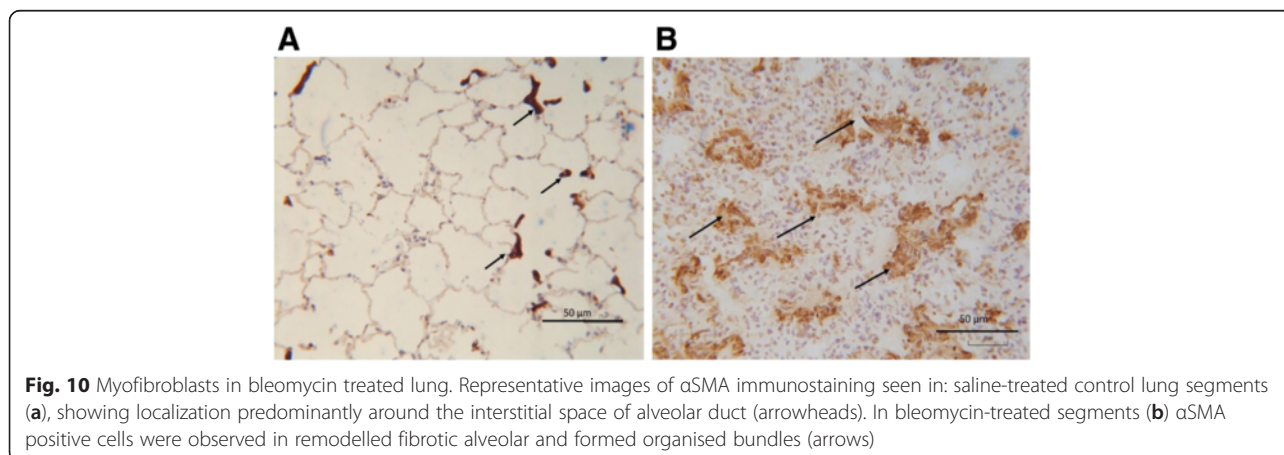 A B
50 µm 50 µm
Fig. 10 Myofibroblasts in bleomycin treated lung. Representative images of αSMA immunostaining seen in: saline-treated control lung segments
(a), showing localization predominantly around the interstitial space of alveolar duct (arrowheads). In bleomycin-treated segments (b) αSMA
positive cells were observed in remodelled fibrotic alveolar and formed organised bundles (arrows)